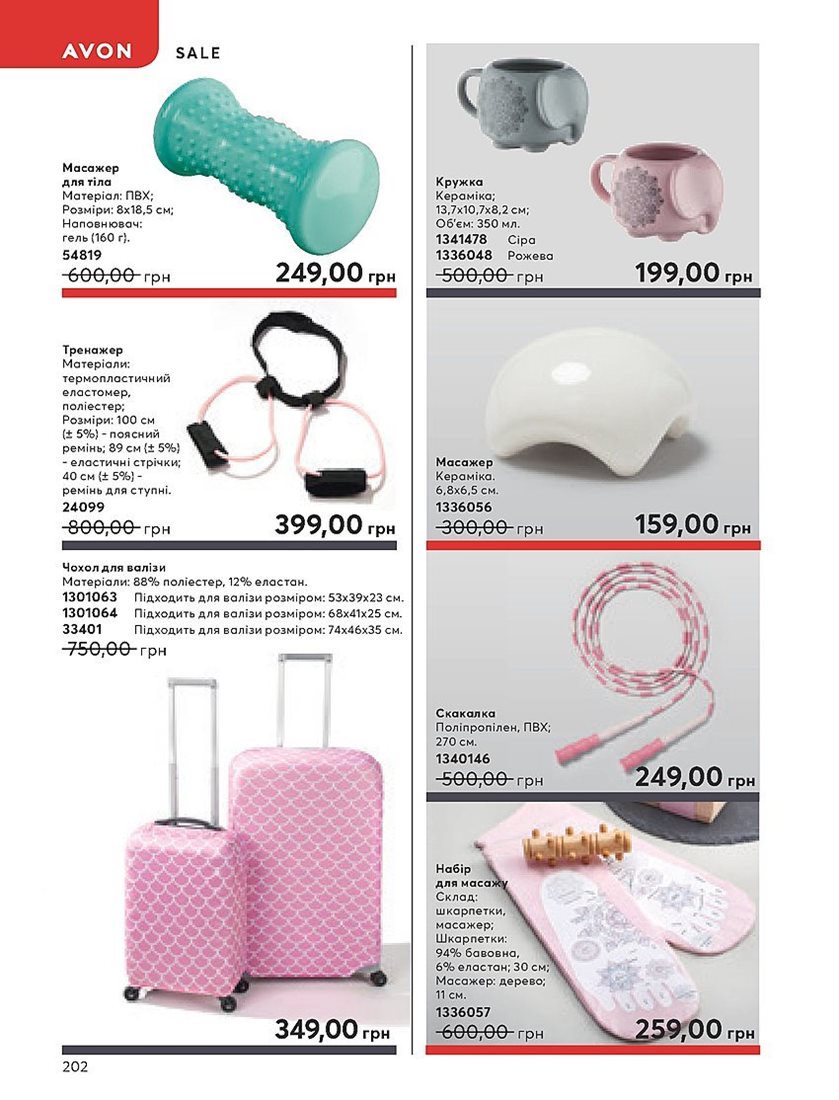 AVON
SALE
Масажер
для тіла
Матеріал: ПВХ;
Розміри: 8х18,5 см;
Наповнювач:
гель (160 г).
54819
600,00 грн
249,00 грн
Тренажер
Матеріали:
термопластичний
еластомер,
поліестер;
Розміри: 100 см
(± 5%) - поясний
ремінь; 89 см (± 5%)
- еластичні стрічки;
40 см (± 5%) -
ремінь для ступні.
24099
800,00 грн
399,00 грн
Чохол для валізи
Матеріали: 88% поліестер, 12% еластан.
1301063 Підходить для валізи розміром: 53х39х23 см.
1301064 Підходить для валізи розміром: 68х41х25 см.
33401 Підходить для валізи розміром: 74х46х35 см.
750,00 грн
349,00 грн
Кружка
Кераміка;
13,7х10,7х8,2 см;
Об'єм: 350 мл.
1341478 Сіра
1336048 Рожева
500,00 грн
199,00 грн
Масажер
Кераміка.
6,8х6,5 см.
1336056
300,00 грн
159,00 грн
Скакалка
Поліпропілен, ПВХ;
270 см.
1340146
500,00 грн
249,00 грн
Набір
для масажу
Склад:
шкарпетки,
масажер;
Шкарпетки:
94% бавовна,
6% еластан; 30 см;
Масажер: дерево;
11 см.
1336057
600,00 грн
259,00 грн
202